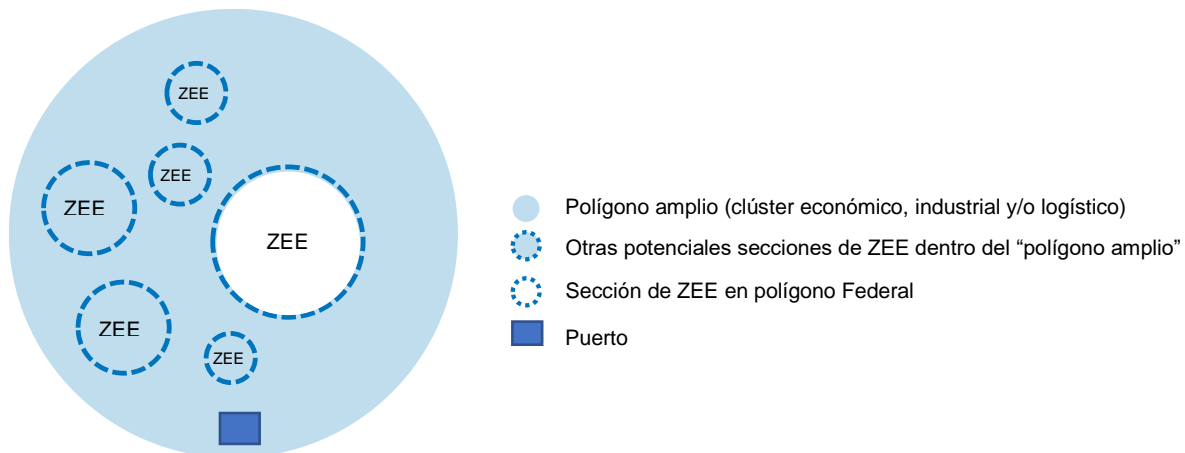 ZEE
ZEE
ZEE
ZEE
ZEE
ZEE
Polígono amplio (clúster económico, industrial y/o logístico)
Otras potenciales secciones de ZEE dentro del “polígono amplio”
Sección de ZEE en polígono Federal
Puerto